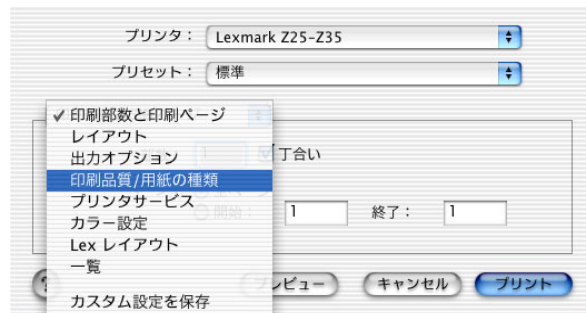 プリンタ： Lexmark Z25-Z35
プリセット： 標準
✓ 印刷部数と印刷ページ
レイアウト
出力オプション 1 丁合い
印刷品質/用紙の種類
プリンタサービス
カラー設定 開始： 1 終了： 1
Lex レイアウト
一覧
? プレビュー キャンセル プリント
カスタム設定を保存